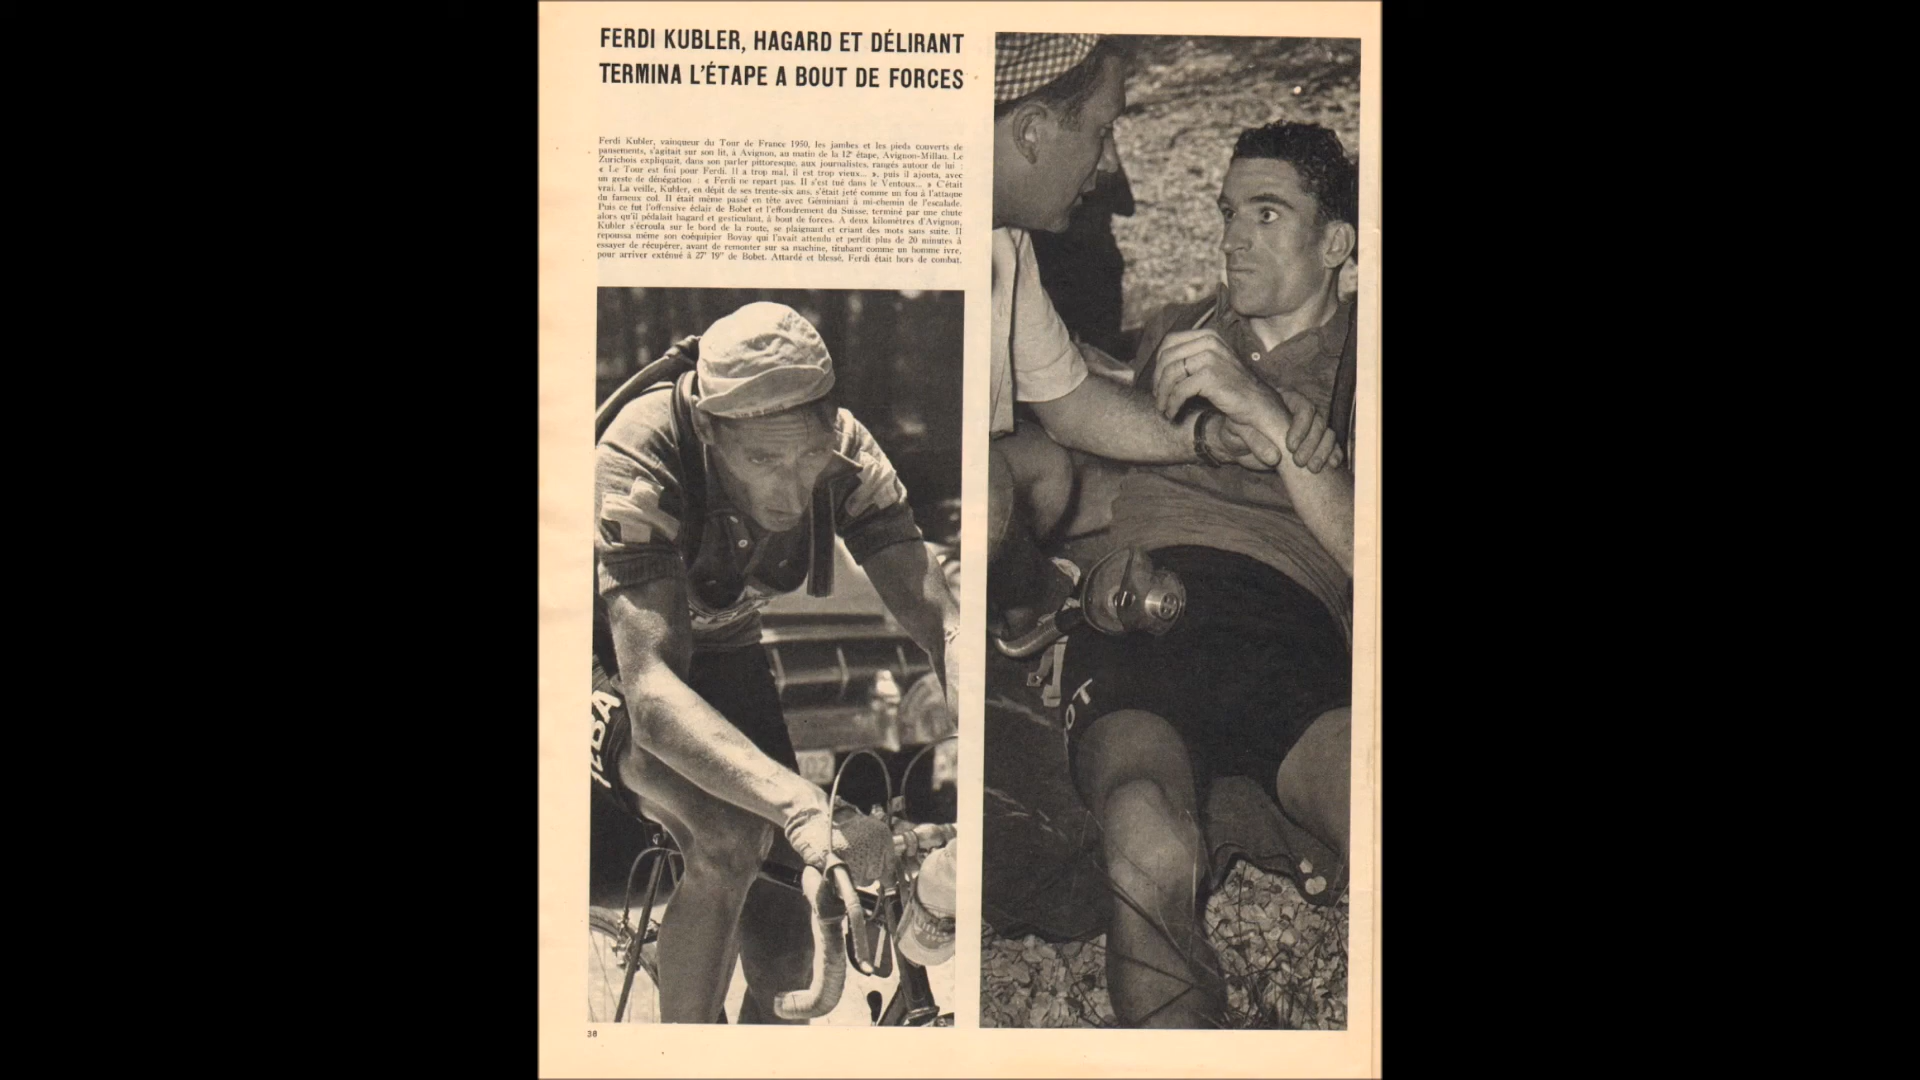 FERDI KUBLER, HAGARD ET DÉLIRANT
TERMINA L'ÉTAPE A BOUT DE FORCES
Ferdi Kubler, vainqueur du Tour de France 1950, les jambes et les pieds couverts de
pansements, s'agitait sur son lit, à Avignon, au matin de la 12e étape, Avignon-Millau. Le
Zurichois expliquait, dans son parler pittoresque, aux journalistes, rangés autour de lui :
« Le Tour est fini pour Ferdi. Il a trop mal, il est trop vieux... », puis il ajouta, avec
un geste de dénégation : « Ferdi ne repart pas. Il s'est tué dans le Ventoux... » C'était
vrai. La veille, Kubler, en dépit de ses trente-six ans, s'était jeté comme un fou à l'attaque
du fameux col. Il était même passé en tête avec Géminiani à mi-chemin de l'escalade.
Puis ce fut l'offensive éclair de Bobet et l'effondrement du Suisse, terminé par une chute
alors qu'il pédalait hagard et gesticulant, à bout de forces. A deux kilomètres d'Avignon,
Kubler s'écroula sur le bord de la route, se plaignant et criant des mots sans suite. Il
repoussa même son coéquipier Bovay qui l'avait attendu et perdit plus de 20 minutes à
essayer de récupérer, avant de remonter sur sa machine, titubant comme un homme ivre,
pour arriver exténué à 27' 19" de Bobet. Attardé et blessé, Ferdi était hors de combat.
EBA
02
OT
38